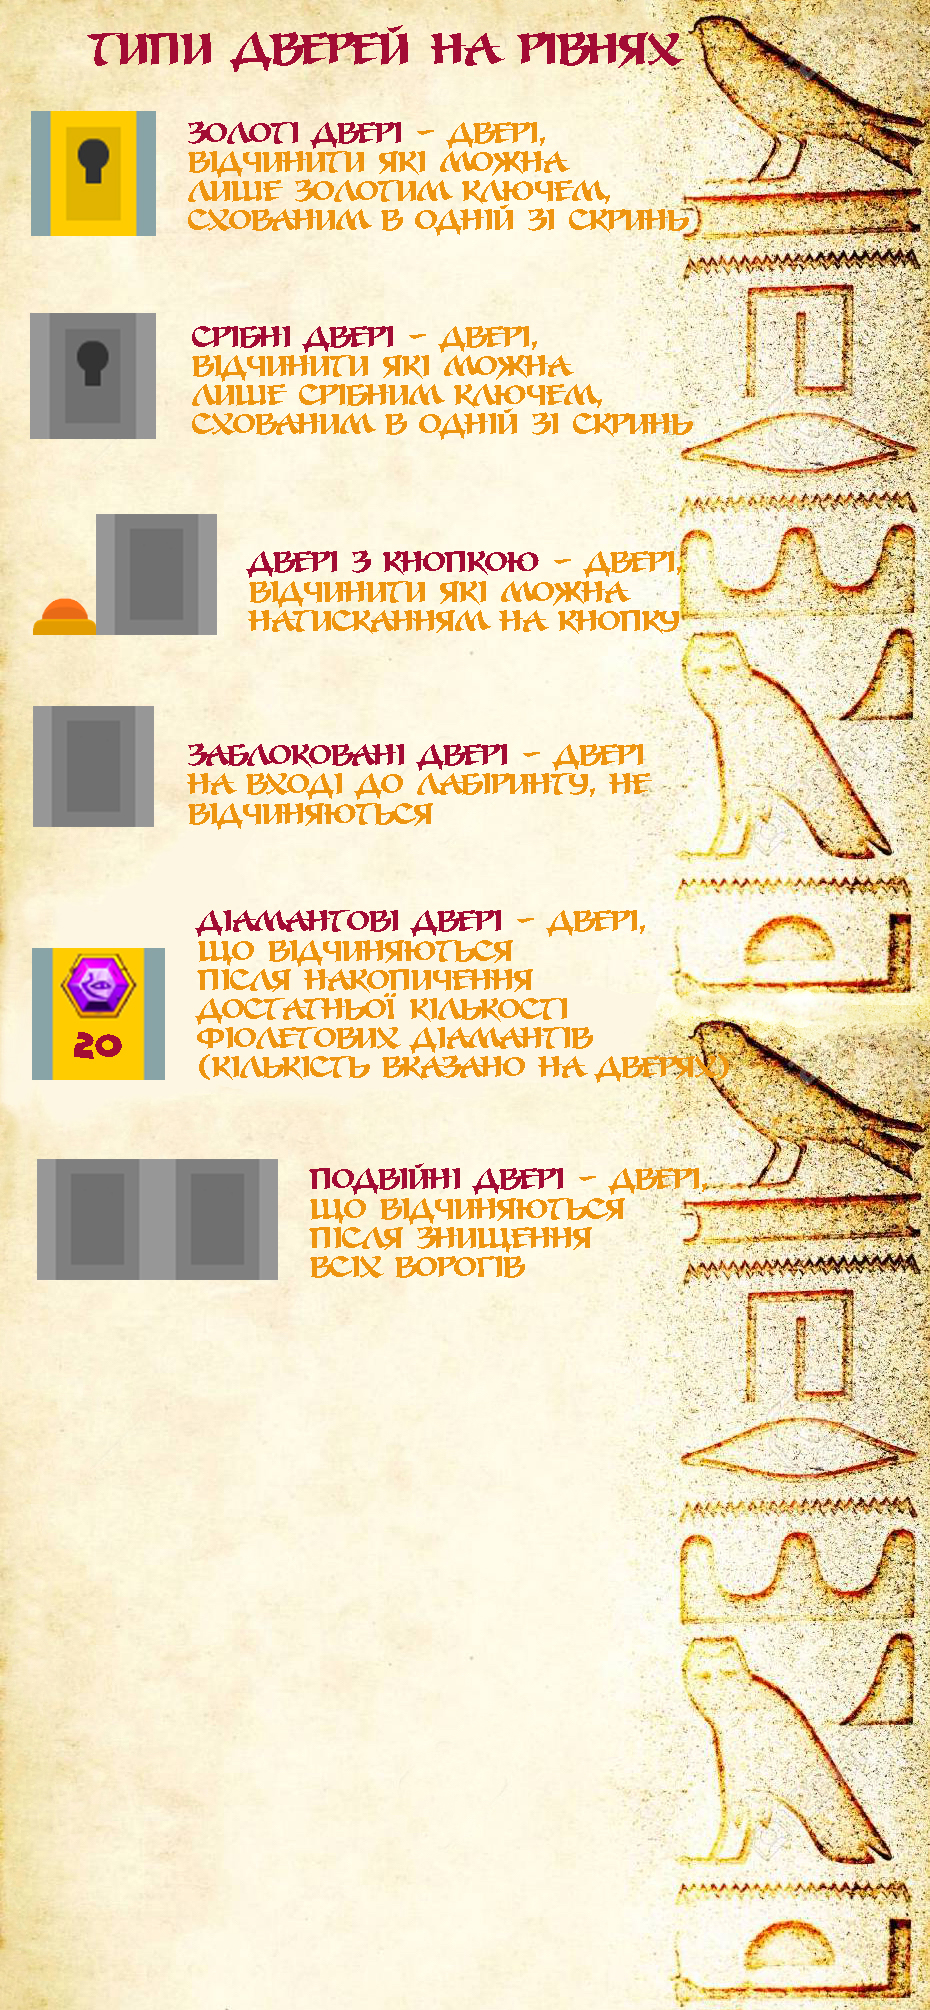 ТИПИ ДВЕРЕЙ НА РІВНЯХ
ЗОЛОТІ ДВЕРІ - ДВЕРІ,
ВІДЧИНИТИ ЯКІ МОЖНА
ЛИШЕ ЗОЛОТИМ КЛЮЧЕМ,
СХОВАНИМ В ОДНІЙ ЗІ СКРИНЬ
СРІБНІ ДВЕРІ - ДВЕРІ,
ВІДЧИНИТИ ЯКІ МОЖНА
ЛИШЕ СРІБНИМ КЛЮЧЕМ,
СХОВАНИМ В ОДНІЙ ЗІ СКРИНЬ
ДВЕРІ З КНОПКОЮ - ДВЕРІ,
ВІДЧИНИТИ ЯКІ МОЖНА
НАТИСКАННЯМ НА КНОПКУ
ЗАБЛОКОВАНІ ДВЕРІ - ДВЕРІ
НА ВХОДІ ДО ЛАБІРИНТУ, НЕ
ВІДЧИНЯЮТЬСЯ
ДІАМАНТОВІ ДВЕРІ - ДВЕРІ,
ЩО ВІДЧИНЯЮТЬСЯ
ПІСЛЯ НАКОПИЧЕННЯ
ДОСТАТНЬОЇ КІЛЬКОСТІ
ФІОЛЕТОВИХ ДІАМАНТІВ
(КІЛЬКІСТЬ ВКАЗАНО НА ДВЕРЯХ)
20
ПОДВІЙНІ ДВЕРІ - ДВЕРІ,
ЩО ВІДЧИНЯЮТЬСЯ
ПІСЛЯ ЗНИЩЕННЯ
ВСІХ ВОРОГІВ